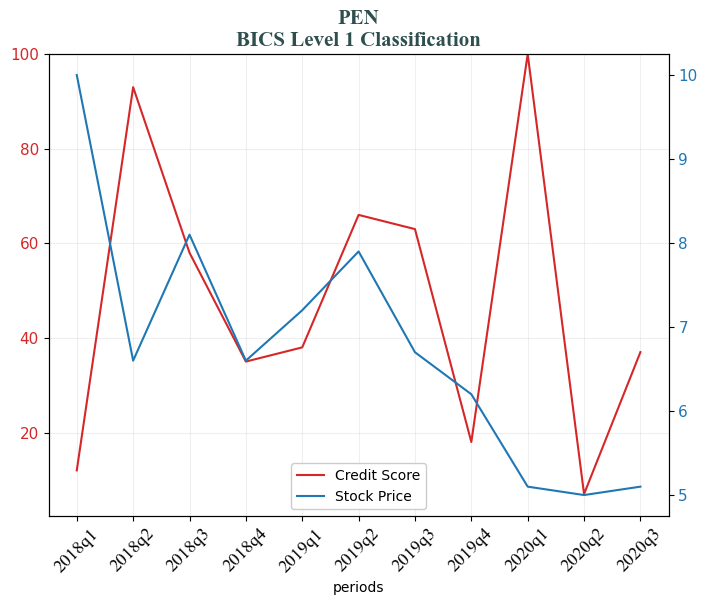 PEN
BICS Level 1 Classification
100
80
60
40
20
10
9
8
7
6
5
Credit Score
Stock Price
2018q1
2018q2
2018q3
2018q4
2019q1
2019q2
2019q3
2019q4
2020q1
2020q2
2020q3
periods